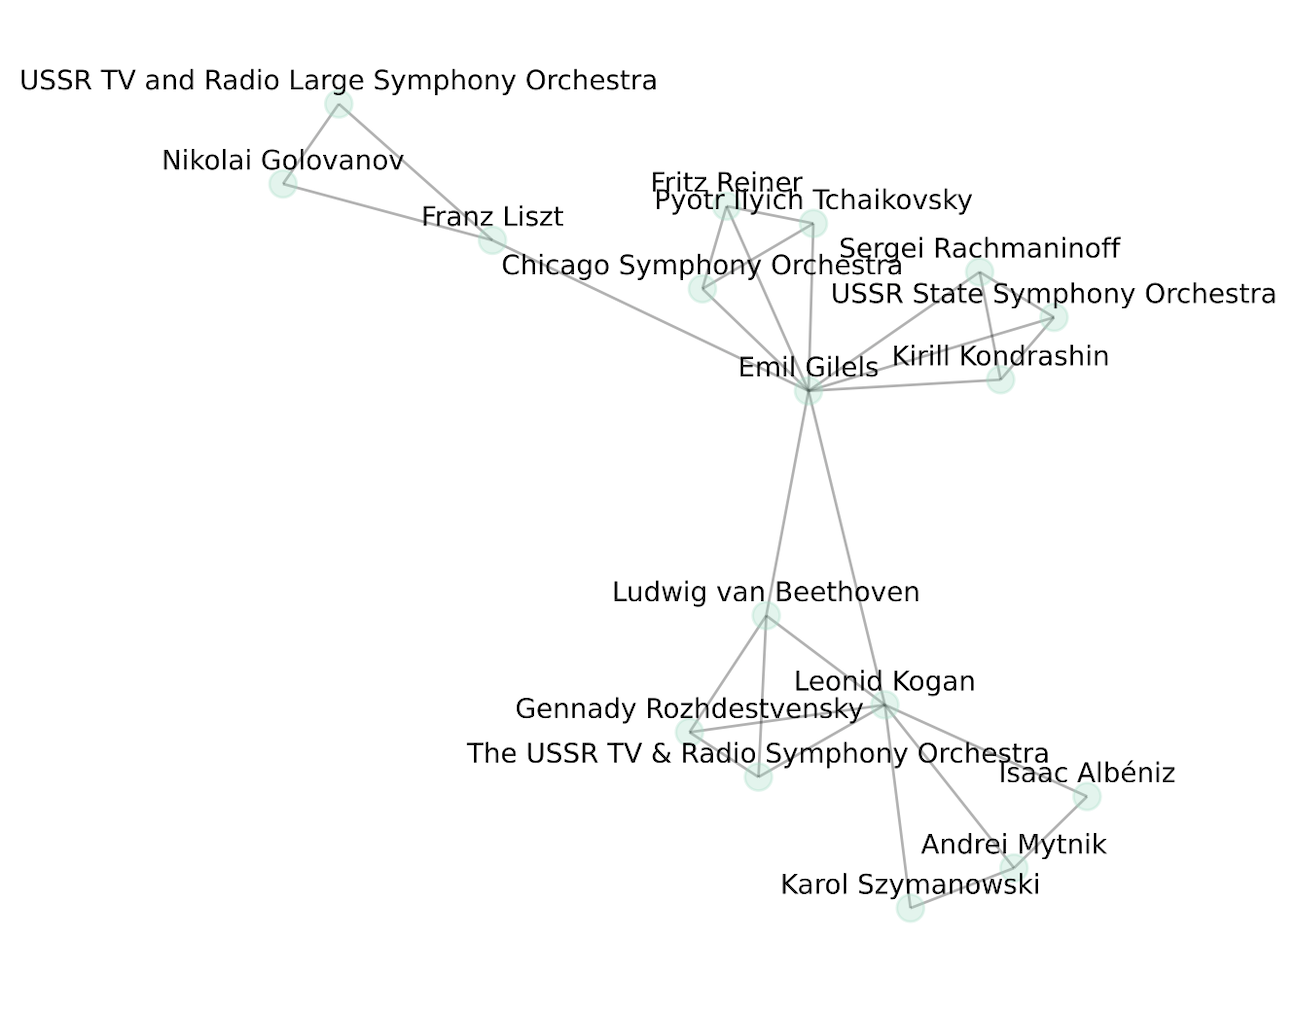 USSR TV and Radio Large Symphony Orchestra
Nikolai Golovanov
Fritz Reiner
Pyotr Ilyich Tchaikovsky
Franz Liszt
Sergei Rachmaninoff
Chicago Symphony Orchestra
USSR State Symphony Orchestra
Kirill Kondrashin
Emil Gilels
Ludwig van Beethoven
Leonid Kogan
Gennady Rozhdestvensky
The USSR TV & Radio Symphony Orchestra
Isaac Albéniz
Andrei Mytnik
Karol Szymanowski